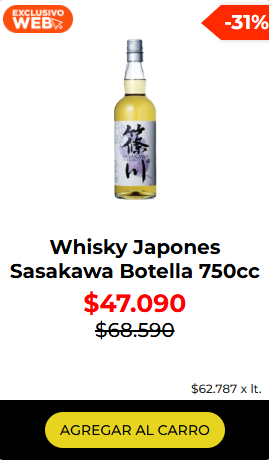 EXCLUSIVO
WEB
-31%
篠
SASAKAWA
川
Whisky Japones
Sasakawa Botella 750cc
$47.090
$68.590
$62.787 x lt.
AGREGAR AL CARRO